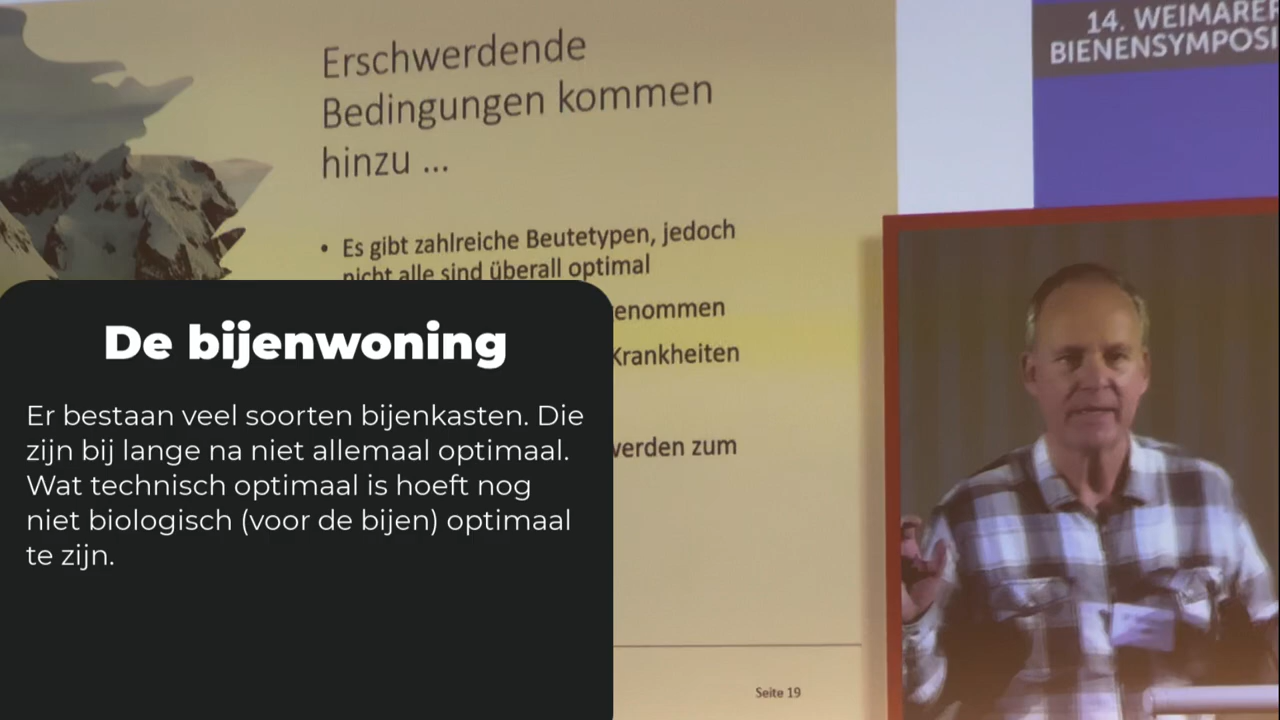 Erschwerdende
Bedingungen kommen
hinzu ...
• Es gibt zahlreiche Beutetypen, jedoch
nicht alle sind überall optimal
enommen
Krankheiten
werden zum
Seite 19
14. WEIMARER
BIENENSYMPOSI
De bijenwoning
Er bestaan veel soorten bijenkasten. Die
zijn bij lange na niet allemaal optimaal.
Wat technisch optimaal is hoeft nog
niet biologisch (voor de bijen) optimaal
te zijn.